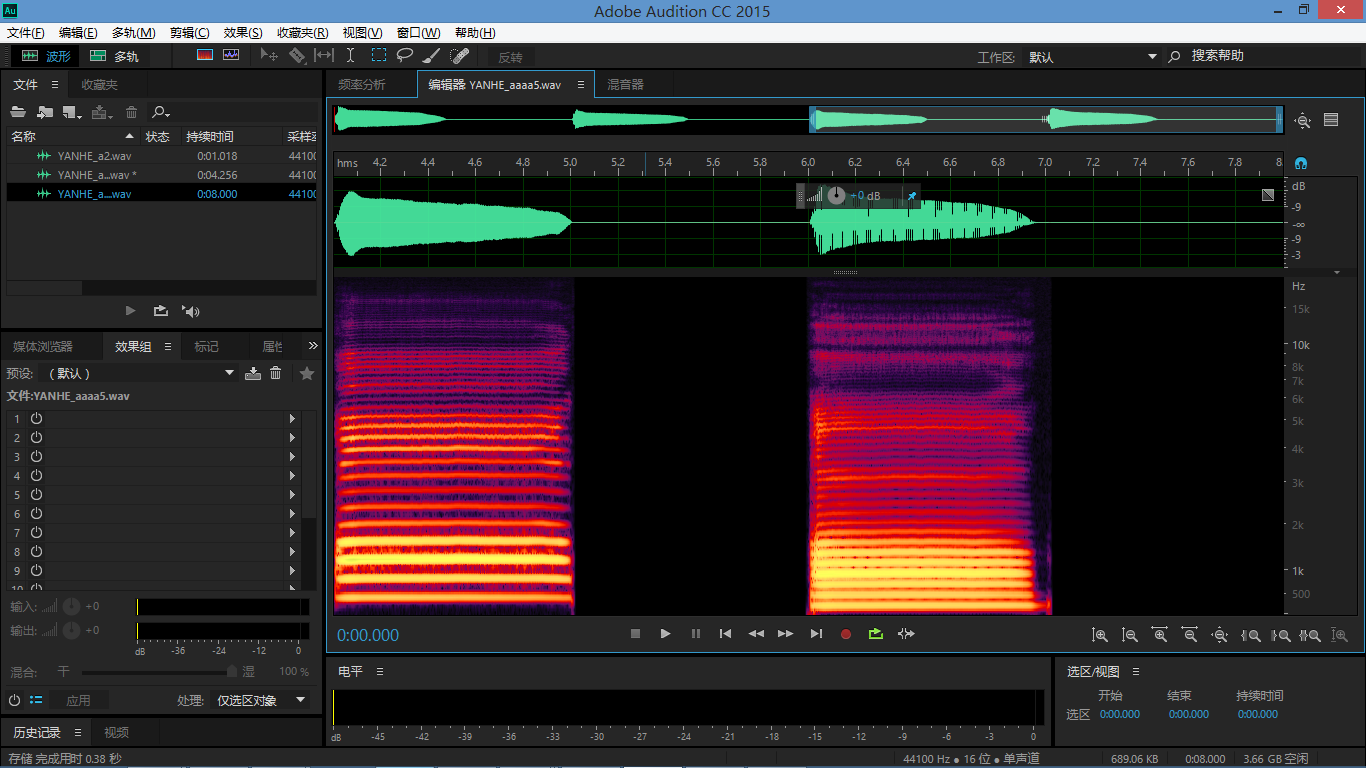 Au
Adobe Audition CC 2015
文件(F) 编辑(E) 多轨(M) 剪辑(C) 效果(S) 收藏夹(R) 视图(V) 窗口(W) 帮助(H)
波形 多轨 反转 工作区: 默认 搜索帮助
文件 收藏夹
频率分析 编辑器: YANHE_aaaa5.wav 混音器
名称 状态 持续时间 采样率
YANHE_a2.wav 0:01.018 44100
YANHE_a...wav * 0:04.256 44100
YANHE_a....wav 0:08.000 44100
hms 4.2 4.4 4.6 4.8 5.0 5.2 5.4 5.6 5.8 6.0 6.2 6.4 6.6 6.8 7.0 7.2 7.4 7.6 7.8 8.
+0 dB
dB
-9
-∞
-9
-3
Hz
15k
10k
8k
7k
6k
5k
4k
3k
2k
1k
500
媒体浏览器 效果组 标记 属性
预设: (默认)
文件:YANHE_aaaa5.wav
1
2
3
4
5
6
7
8
9
10
输入: +0
输出: +0
dB -36 -24 -12 0
混合: 干 湿 100 %
应用 处理: 仅选区对象
历史记录 视频
0:00.000
电平
dB -45 -42 -39 -36 -33 -30 -27 -24 -21 -18 -15 -12 -9 -6 -3 0
选区/视图
开始 结束 持续时间
选区 0:00.000 0:00.000 0:00.000
存储 完成用时 0.38 秒
44100 Hz ● 16 位 ● 单声道 689.06 KB 0:08.000 3.66 GB 空闲